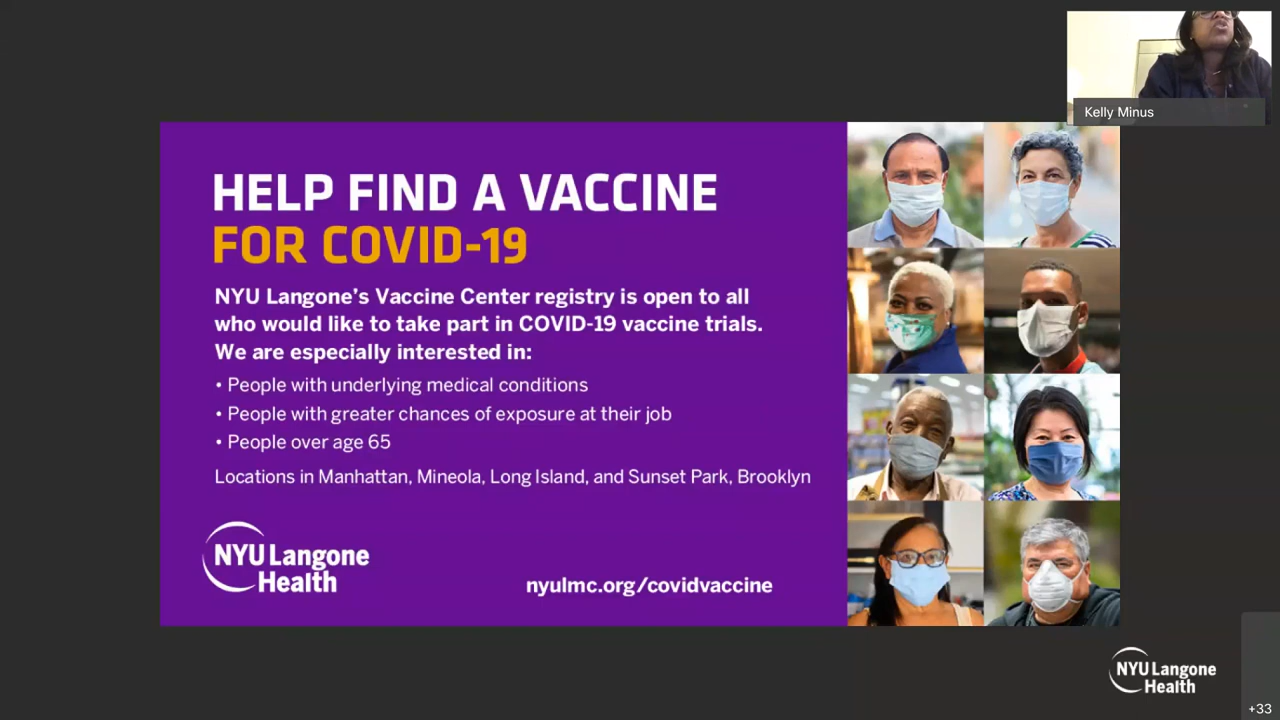 Kelly Minus
HELP FIND A VACCINE
FOR COVID-19
NYU Langone's Vaccine Center registry is open to all
who would like to take part in COVID-19 vaccine trials.
We are especially interested in:
• People with underlying medical conditions
• People with greater chances of exposure at their job
• People over age 65
Locations in Manhattan, Mineola, Long Island, and Sunset Park, Brooklyn
NYU Langone
Health
nyulmc.org/covidvaccine
NYU Langone
Health
+33